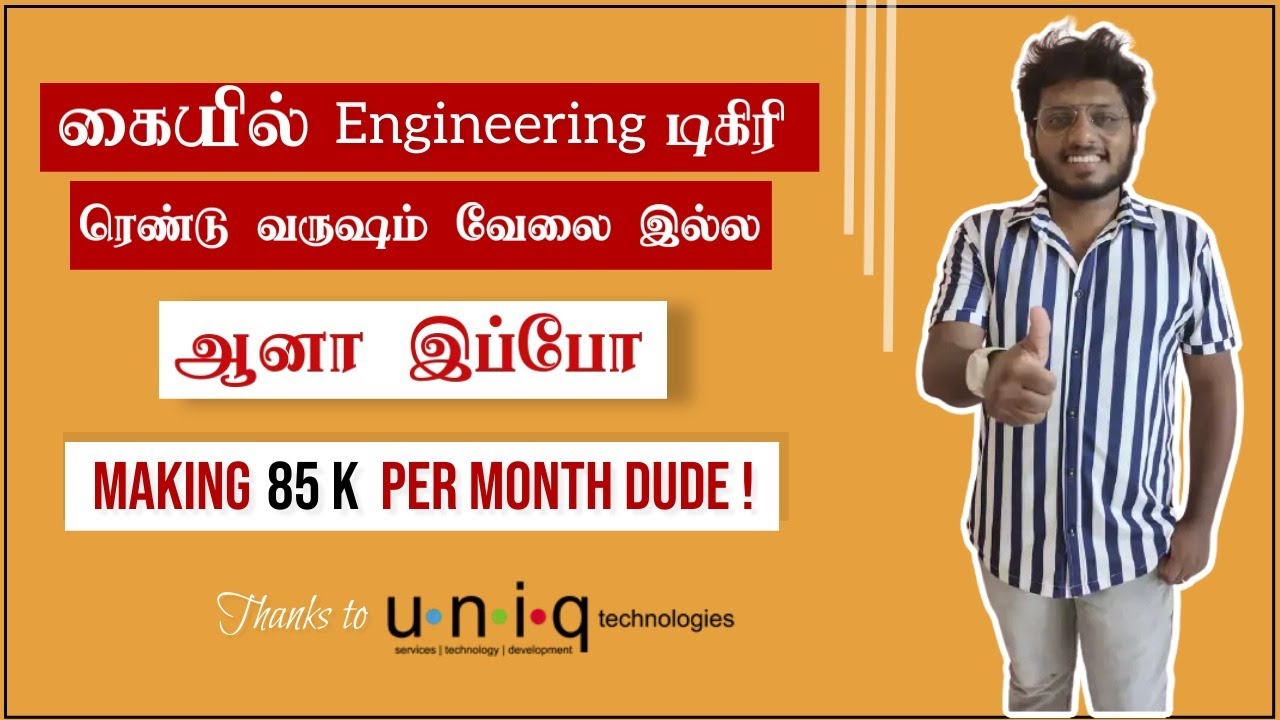 கையில் Engineering டிகிரி
ரெண்டு வருஷம் வேலை இல்ல
ஆனா இப்போ
MAKING 85 K PER MONTH DUDE !
Thanks to u•n•i•q technologies
services | technology | development